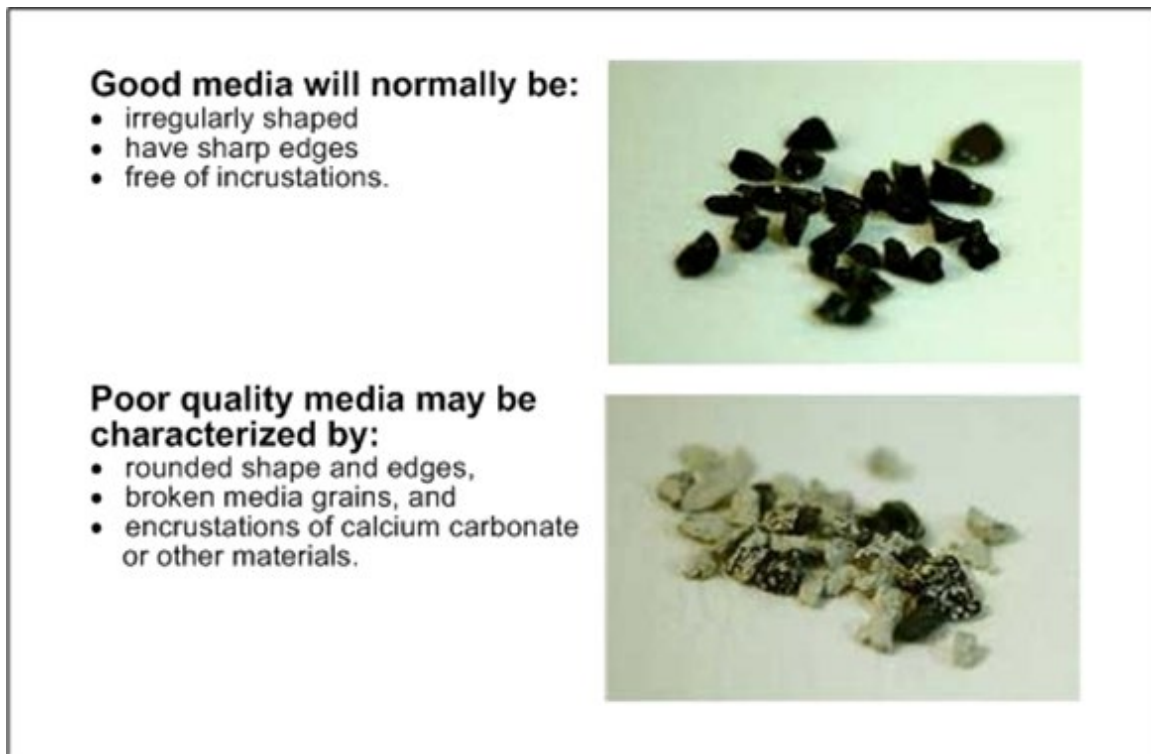 Good media will normally be:
• irregularly shaped
• have sharp edges
• free of incrustations.
Poor quality media may be
characterized by:
• rounded shape and edges,
• broken media grains, and
• encrustations of calcium carbonate
or other materials.